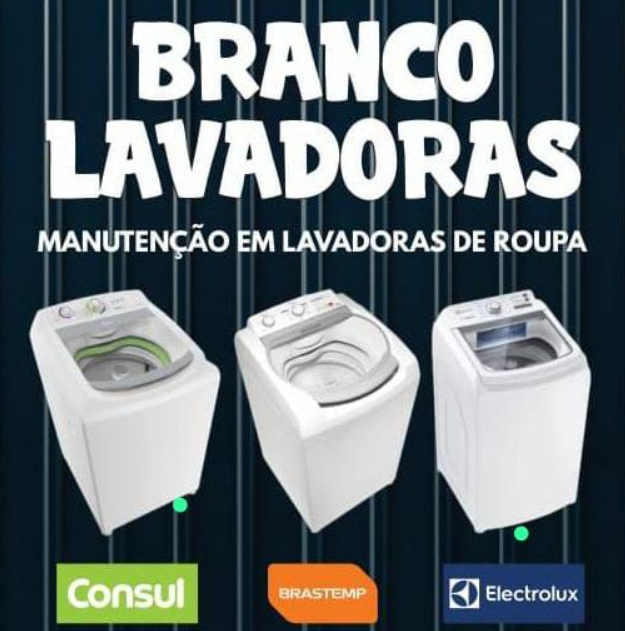 BRANCO
LAVADORAS
MANUTENÇÃO EM LAVADORAS DE ROUPA
Consul
BRASTEMP
Electrolux